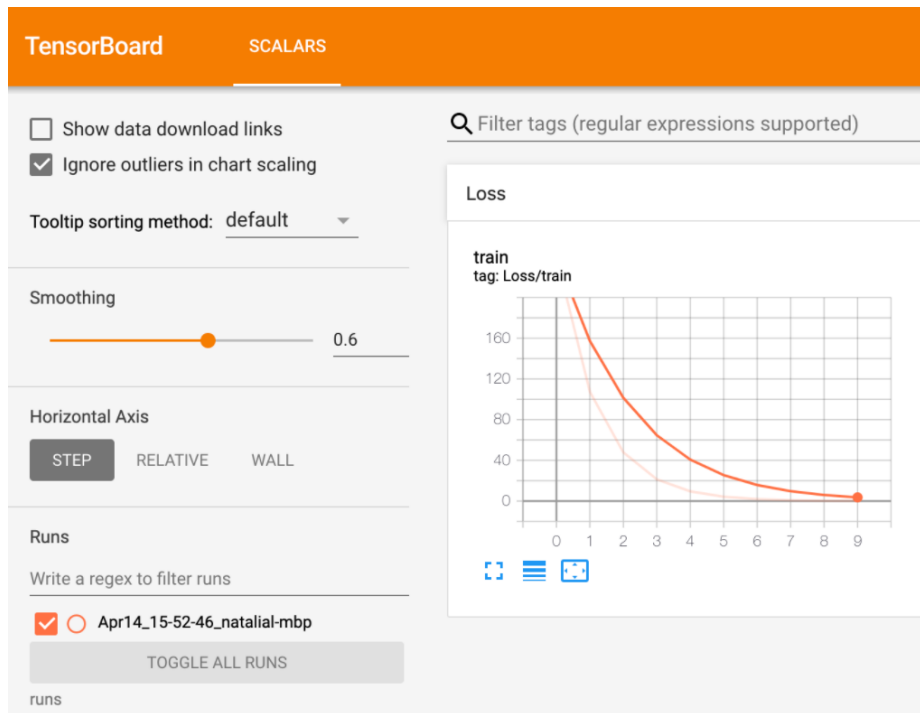 TensorBoard
SCALARS
Show data download links
Ignore outliers in chart scaling
Tooltip sorting method: default
Smoothing
0.6
Horizontal Axis
STEP
RELATIVE
WALL
Runs
Write a regex to filter runs
Apr14_15-52-46_natalial-mbp
TOGGLE ALL RUNS
runs
Filter tags (regular expressions supported)
Loss
train
tag: Loss/train
160
120
80
40
0
0 1 2 3 4 5 6 7 8 9